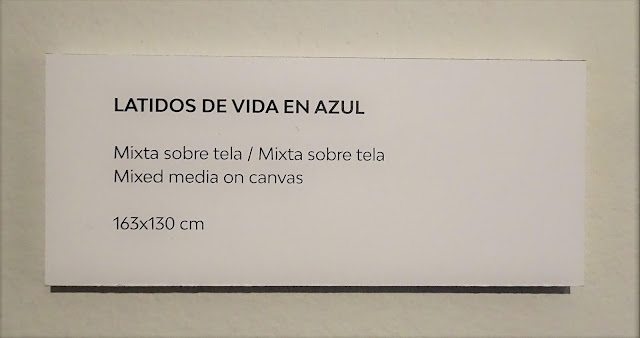 LATIDOS DE VIDA EN AZUL
Mixta sobre tela / Mixta sobre tela
Mixed media on canvas
163x130 cm